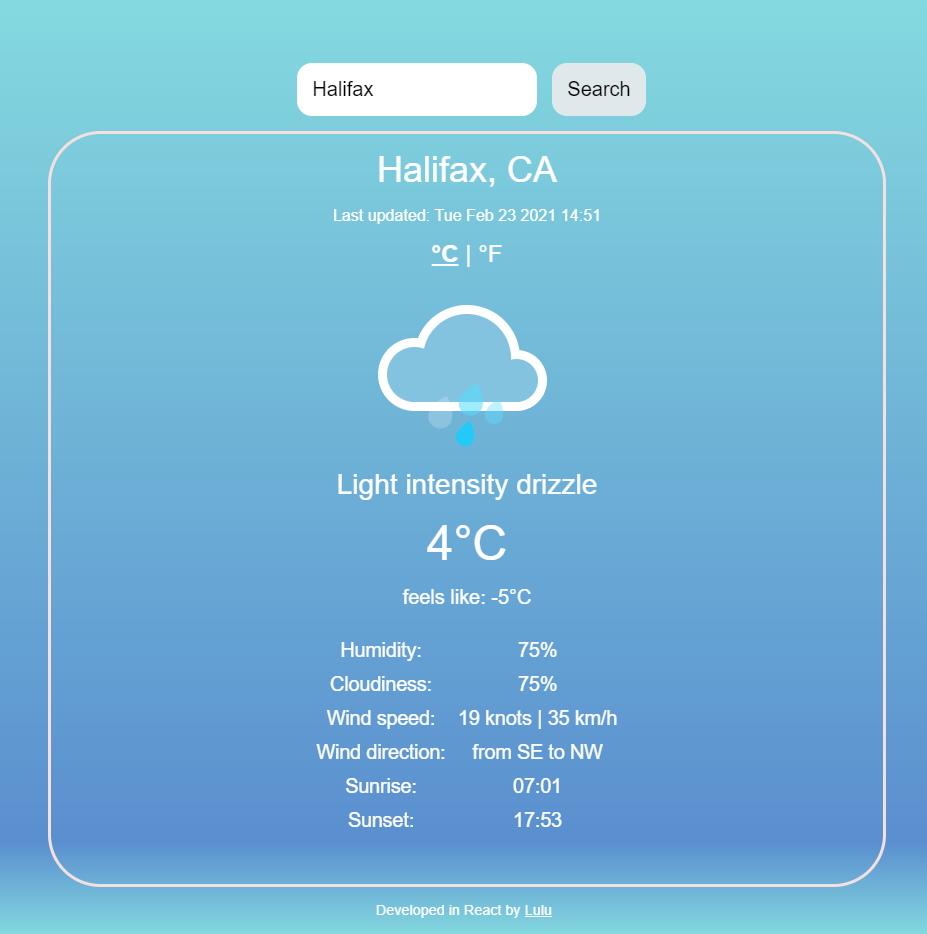 Halifax Search
Halifax, CA
Last updated: Tue Feb 23 2021 14:51
°C | °F
Light intensity drizzle
4°C
feels like: -5°C
Humidity: 75%
Cloudiness: 75%
Wind speed: 19 knots | 35 km/h
Wind direction: from SE to NW
Sunrise: 07:01
Sunset: 17:53
Developed in React by Lulu